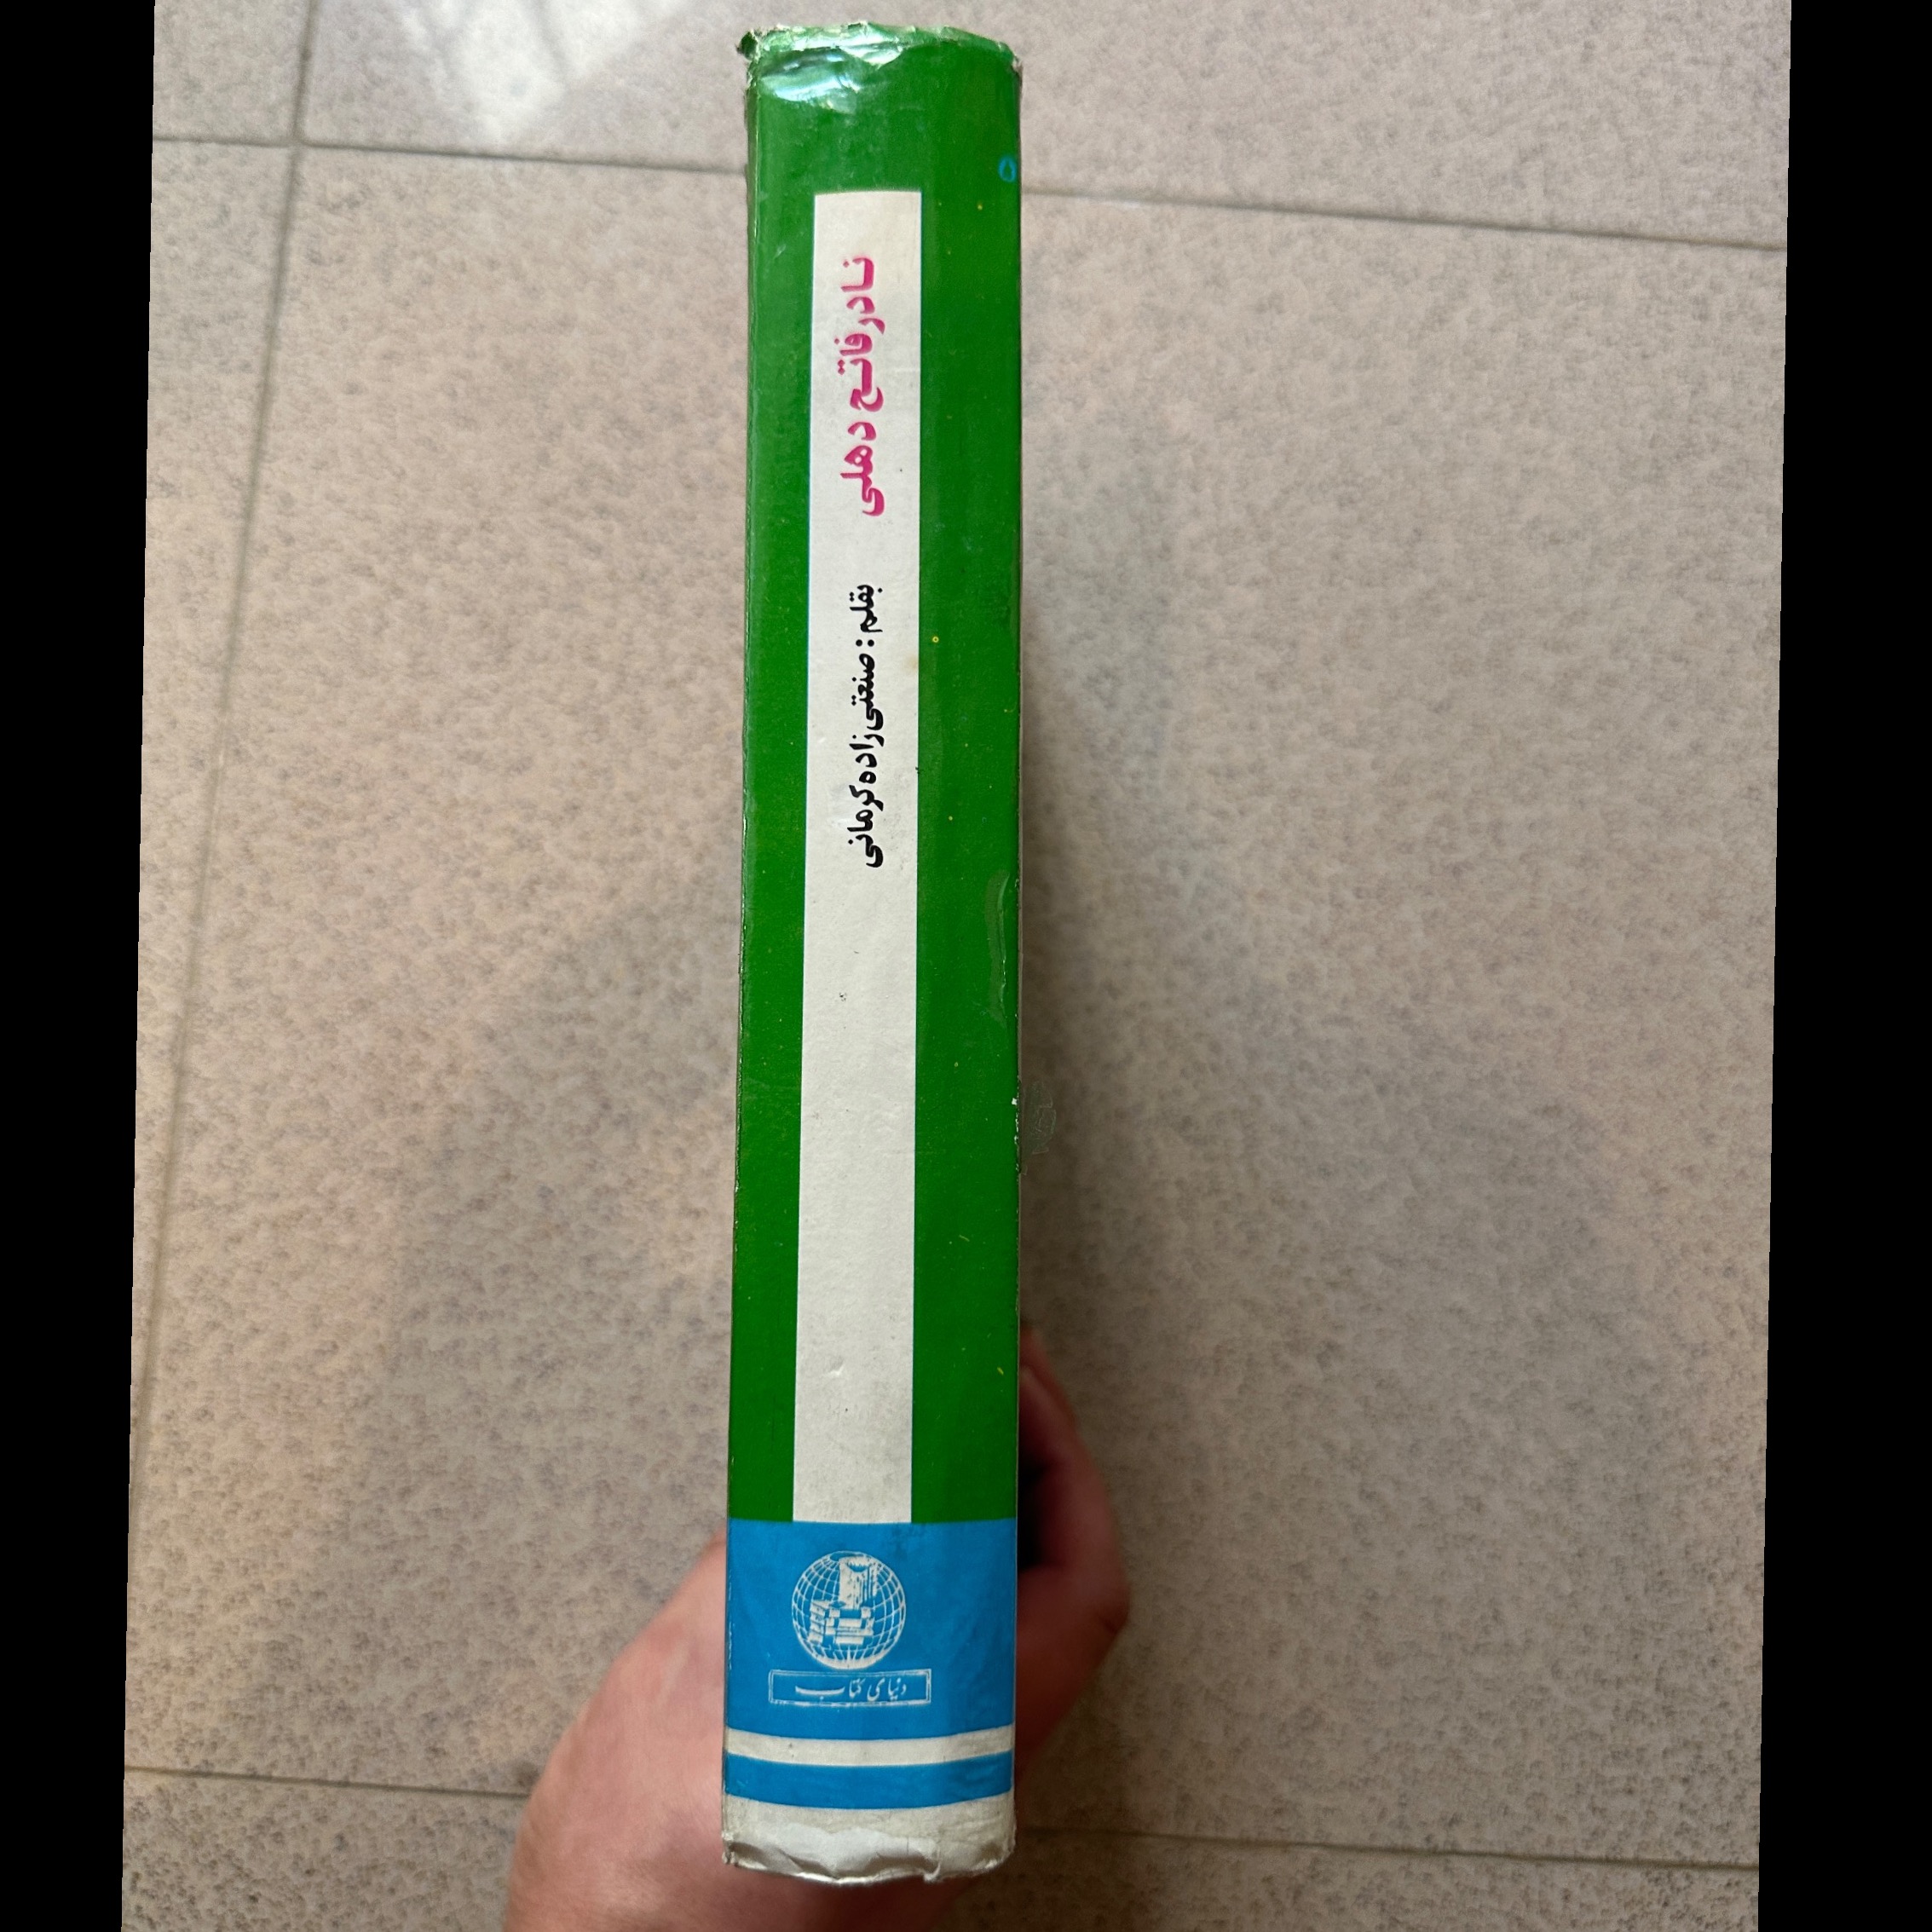 نادر فاتح دهلی
بقلم: صنعتی‌زاده کرمانی
دنیای کتاب